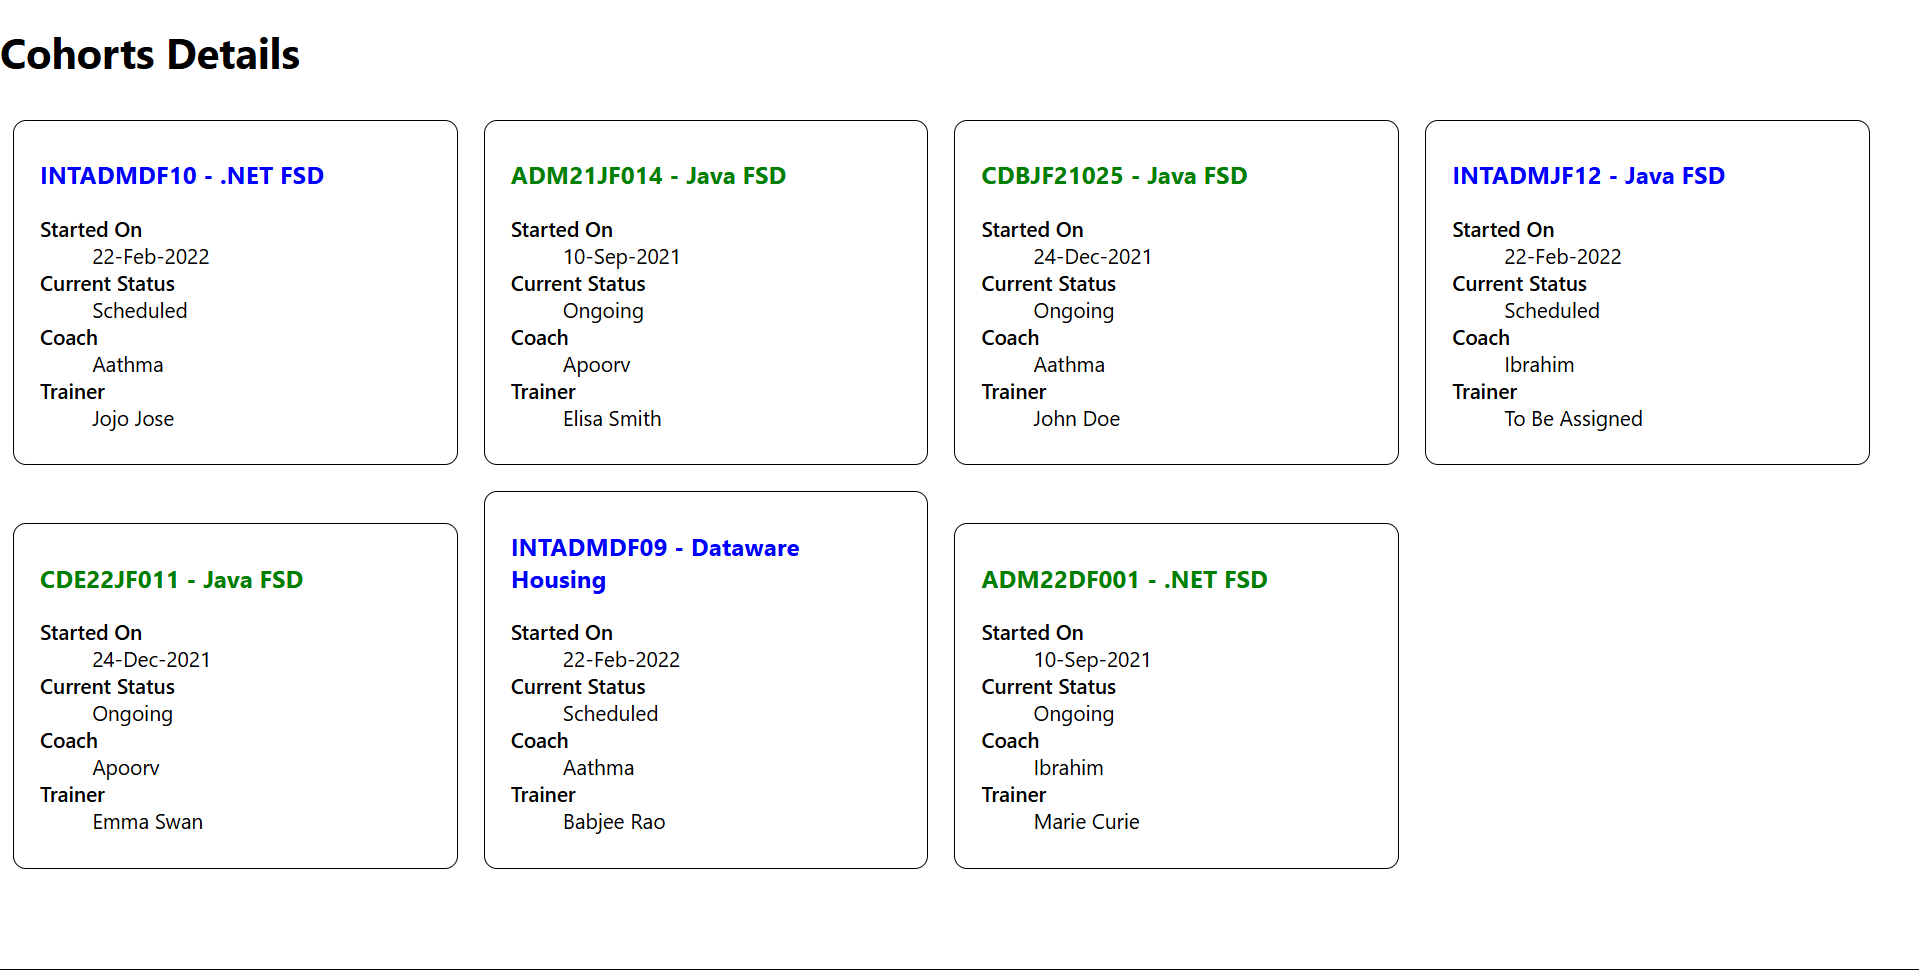 Cohorts Details
INTADMDF10 - .NET FSD
Started On
22-Feb-2022
Current Status
Scheduled
Coach
Aathma
Trainer
Jojo Jose
ADM21JF014 - Java FSD
Started On
10-Sep-2021
Current Status
Ongoing
Coach
Apoorv
Trainer
Elisa Smith
CDBJF21025 - Java FSD
Started On
24-Dec-2021
Current Status
Ongoing
Coach
Aathma
Trainer
John Doe
INTADMJF12 - Java FSD
Started On
22-Feb-2022
Current Status
Scheduled
Coach
Ibrahim
Trainer
To Be Assigned
CDE22JF011 - Java FSD
Started On
24-Dec-2021
Current Status
Ongoing
Coach
Apoorv
Trainer
Emma Swan
INTADMDF09 - Dataware
Housing
Started On
22-Feb-2022
Current Status
Scheduled
Coach
Aathma
Trainer
Babjee Rao
ADM22DF001 - .NET FSD
Started On
10-Sep-2021
Current Status
Ongoing
Coach
Ibrahim
Trainer
Marie Curie